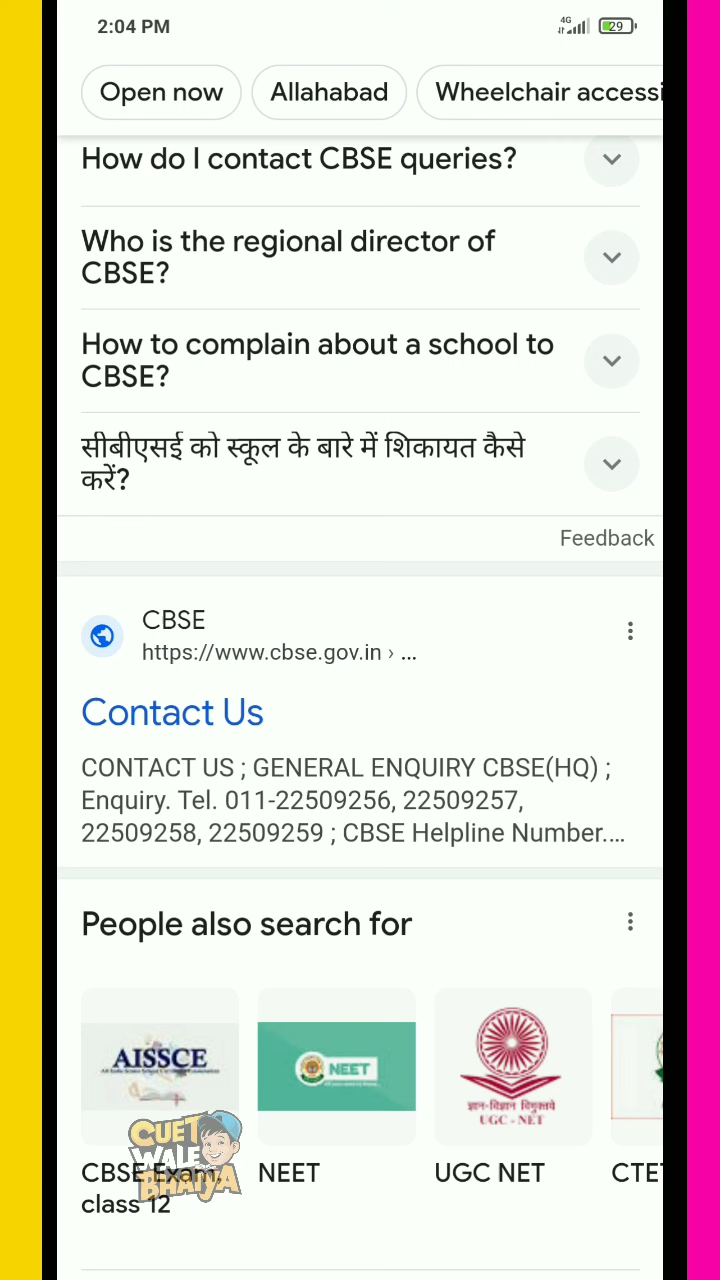 2:04 PM
4G
29
Open now
Allahabad
Wheelchair accessi
How do I contact CBSE queries?
Who is the regional director of
CBSE?
How to complain about a school to
CBSE?
सीबीएसई को स्कूल के बारे में शिकायत कैसे
करें?
Feedback
CBSE
https://www.cbse.gov.in › ...
Contact Us
CONTACT US ; GENERAL ENQUIRY CBSE(HQ) ;
Enquiry. Tel. 011-22509256, 22509257,
22509258, 22509259 ; CBSE Helpline Number....
People also search for
AISSCE
NEET
ज्ञान-विज्ञान विमुक्तये
UGC - NET
CUET
WALE
BHAIYA
CBSE Exam,
class 12
NEET
UGC NET
CTET